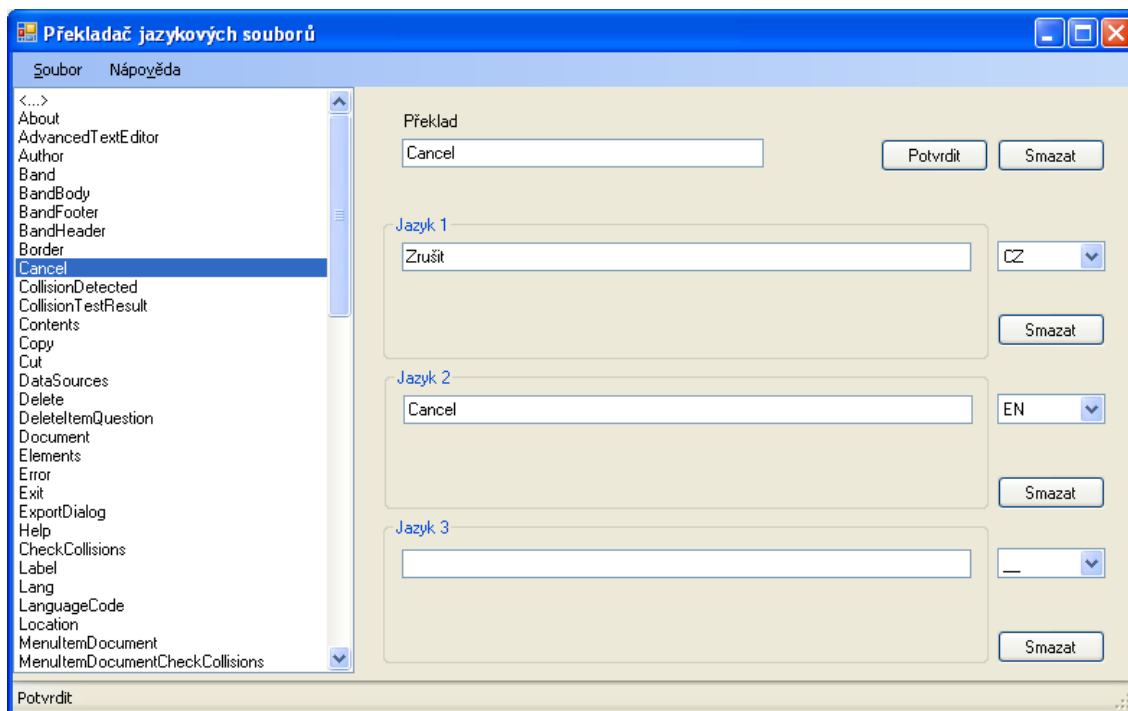 Překladač jazykových souborů
Soubor Nápověda
<...>
About
AdvancedTextEditor
Author
Band
BandBody
BandFooter
BandHeader
Border
Cancel
CollisionDetected
CollisionTestResult
Contents
Copy
Cut
DataSources
Delete
DeleteItemQuestion
Document
Elements
Error
Exit
ExportDialog
Help
CheckCollisions
Label
Lang
LanguageCode
Location
MenuItemDocument
MenuItemDocumentCheckCollisions
Překlad
Cancel Potvrdit Smazat
Jazyk 1
Zrušit CZ
Smazat
Jazyk 2
Cancel EN
Smazat
Jazyk 3
__
Smazat
Potvrdit